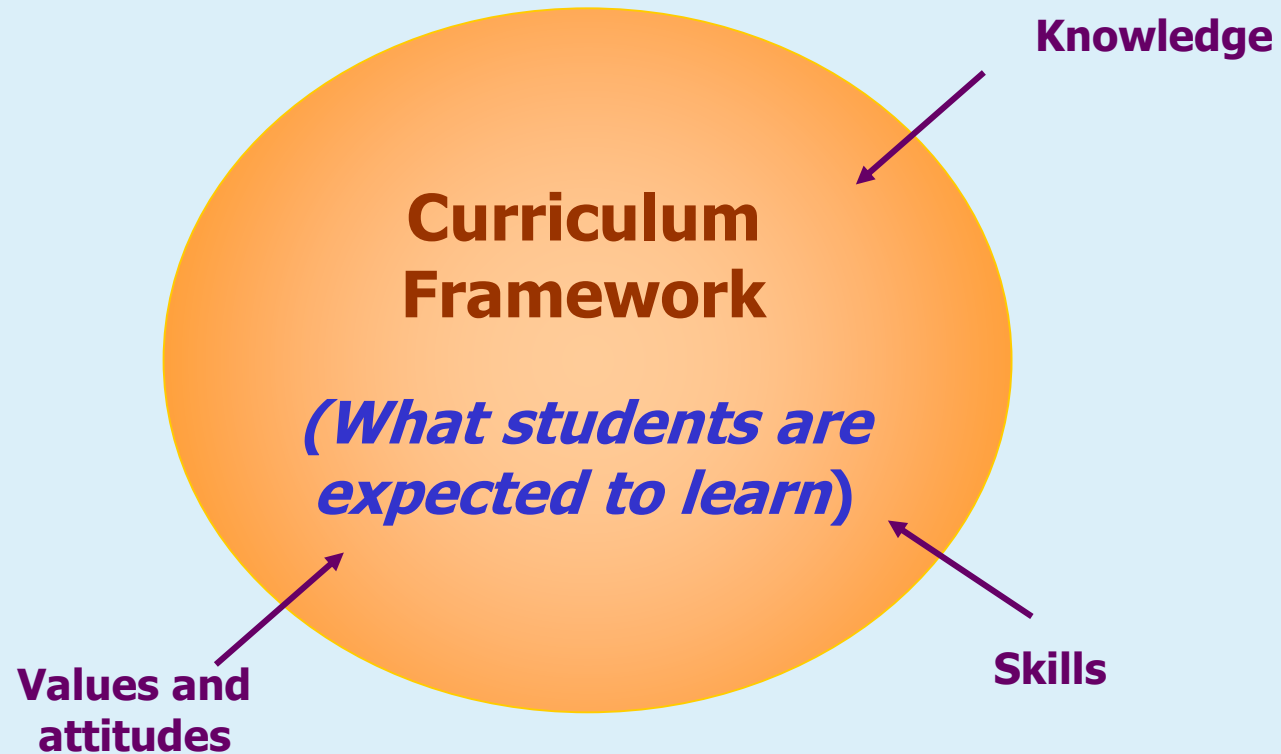 Knowledge
Curriculum
Framework
(What students are
expected to learn)
Skills
Values and
attitudes